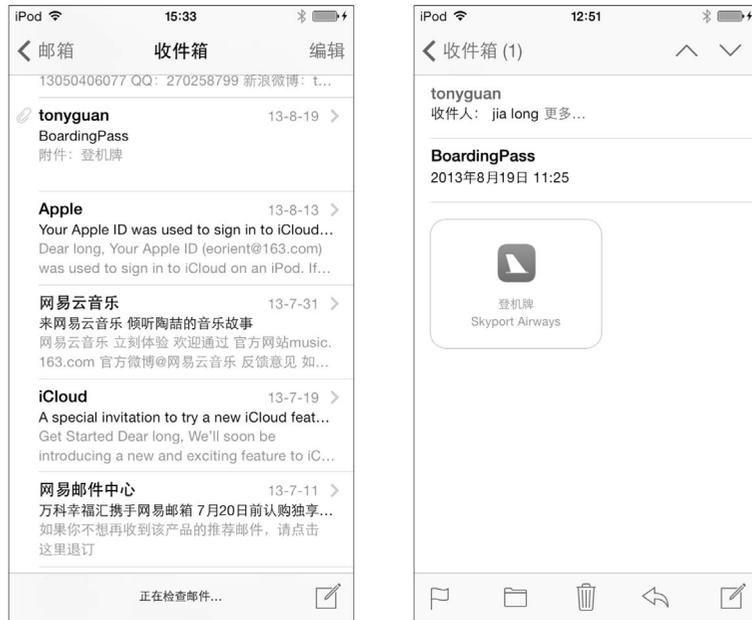 iPod
15:33
邮箱
收件箱
编辑
13050406077 QQ：270258799 新浪微博：t...
tonyguan
13-8-19
BoardingPass
附件：登机牌
Apple
13-8-13
Your Apple ID was used to sign in to iCloud...
Dear long, Your Apple ID (eorient@163.com)
was used to sign in to iCloud on an iPod. If...
网易云音乐
13-7-31
来网易云音乐 倾听陶喆的音乐故事
网易云音乐 立刻体验 欢迎通过 官方网站music.
163.com 官方微博@网易云音乐 反馈意见 如...
iCloud
13-7-19
A special invitation to try a new iCloud feat...
Get Started Dear long, We'll soon be
introducing a new and exciting feature to iC...
网易邮件中心
13-7-11
万科幸福汇携手网易邮箱 7月20日前认购独享...
如果你不想再收到该产品的推荐邮件，请点击
这里退订
正在检查邮件...
iPod
12:51
收件箱 (1)
tonyguan
收件人： jia long 更多...
BoardingPass
2013年8月19日 11:25
登机牌
Skyport Airways